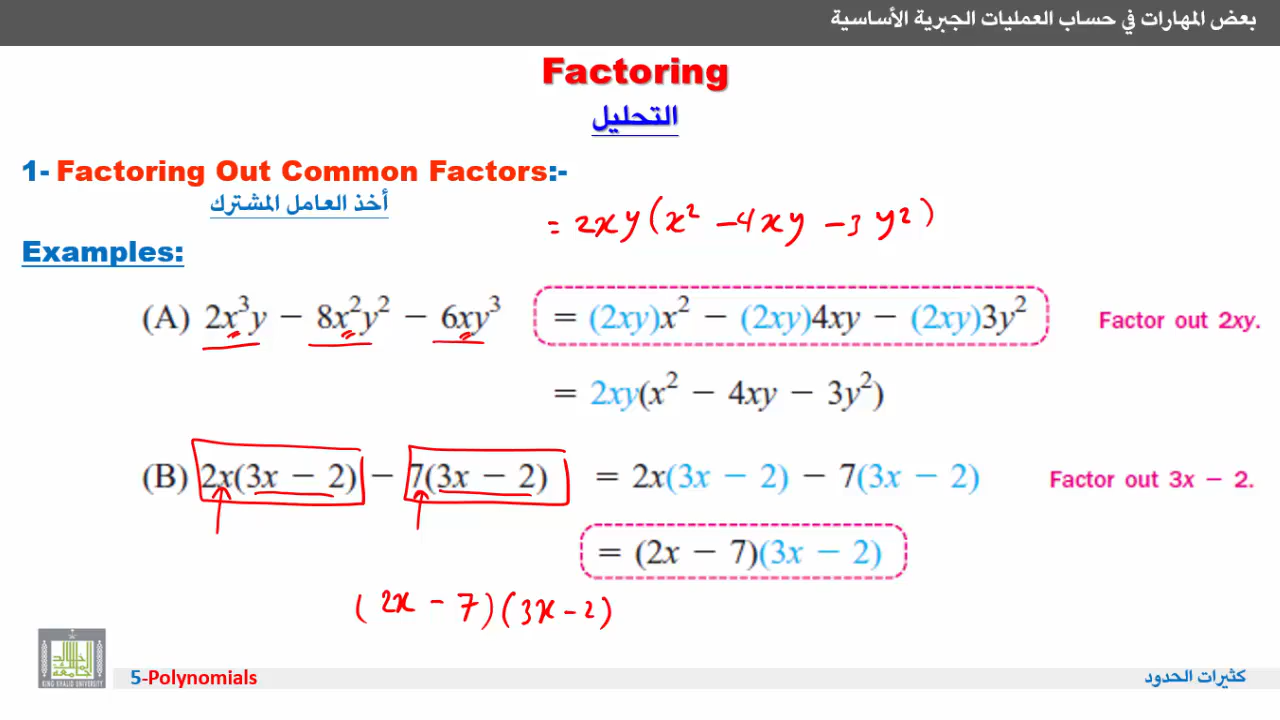 بعض المهارات في حساب العمليات الجبرية الأساسية
Factoring
التحليل
1- Factoring Out Common Factors:-
أخذ العامل المشترك
= 2xy(x² - 4xy - 3y²)
Examples:
(A) 2x³y − 8x²y² − 6xy³ = (2xy)x² − (2xy)4xy − (2xy)3y² Factor out 2xy.
= 2xy(x² − 4xy − 3y²)
(B) 2x(3x − 2) − 7(3x − 2) = 2x(3x − 2) − 7(3x − 2) Factor out 3x − 2.
= (2x − 7)(3x − 2)
(2x - 7)(3x - 2)
KING KHALID UNIVERSITY
5-Polynomials كثيرات الحدود